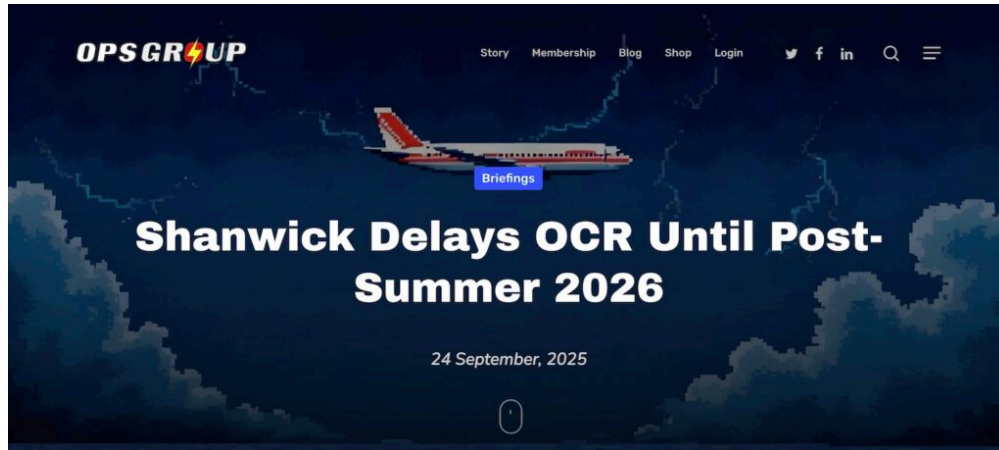 OPSGROUP
Story Membership Blog Shop Login
Briefings
Shanwick Delays OCR Until Post-
Summer 2026
24 September, 2025